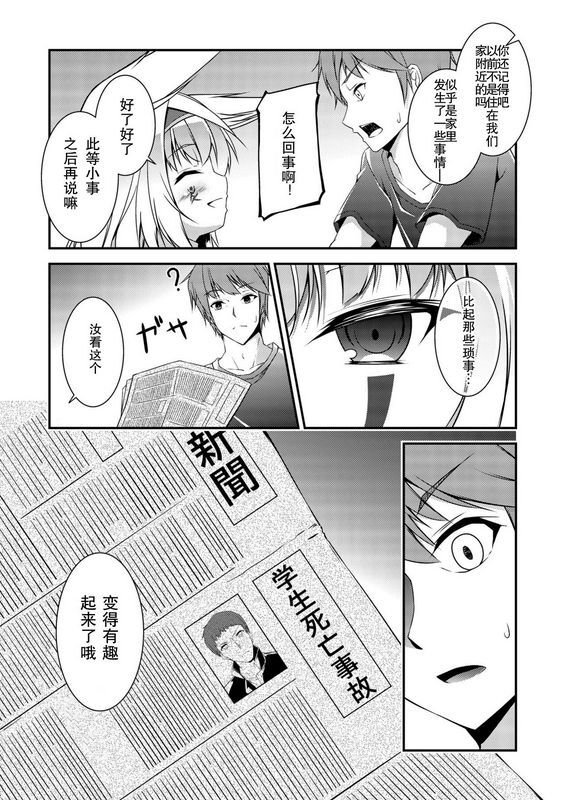 你还记得吧
以前不是住在我们
家附近的吗
似乎是家里
发生了一些事情—
怎么回事啊！
好了好了
此等小事
之后再说嘛
比起那些琐事…
?
ガサ
汝看这个
新聞
学生死亡事故
变得有趣
起来了哦